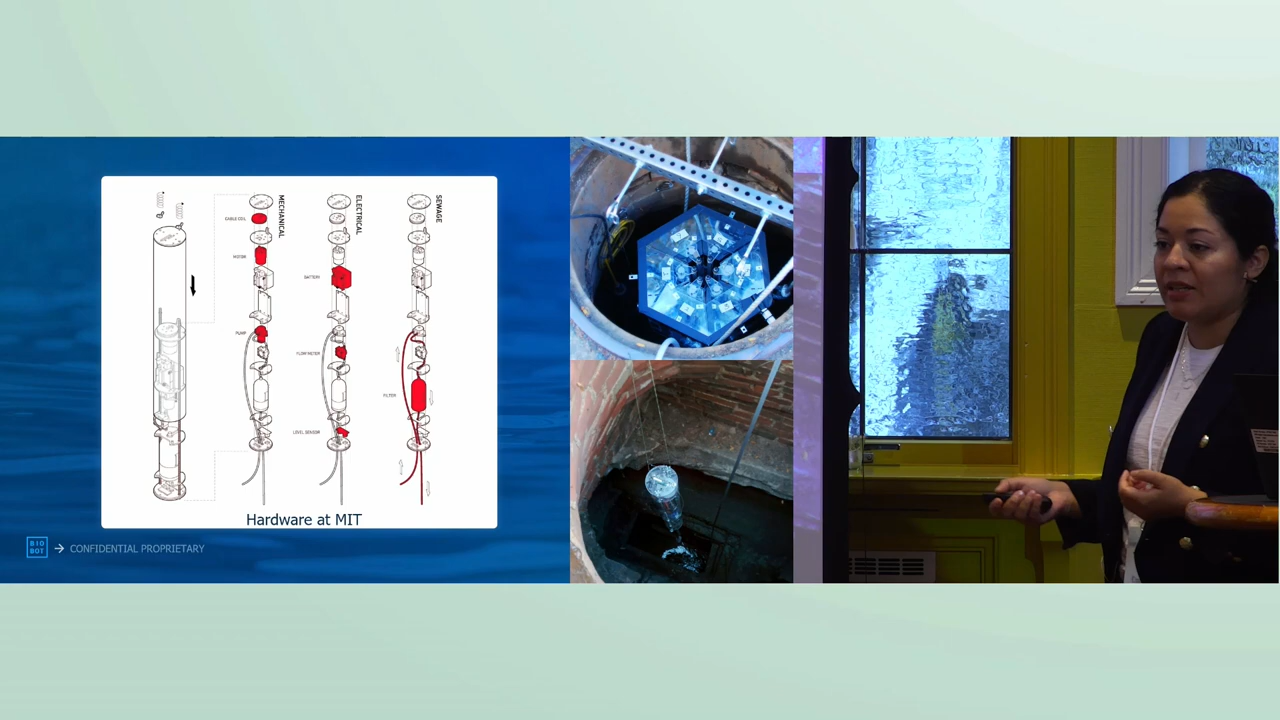 MECHANICAL
ELECTRICAL
SEWAGE
CABLE COIL
MOTOR
BATTERY
PUMP
FLOW METER
FILTER
LEVEL SENSOR
Hardware at MIT
BIO
BOT
→ CONFIDENTIAL PROPRIETARY